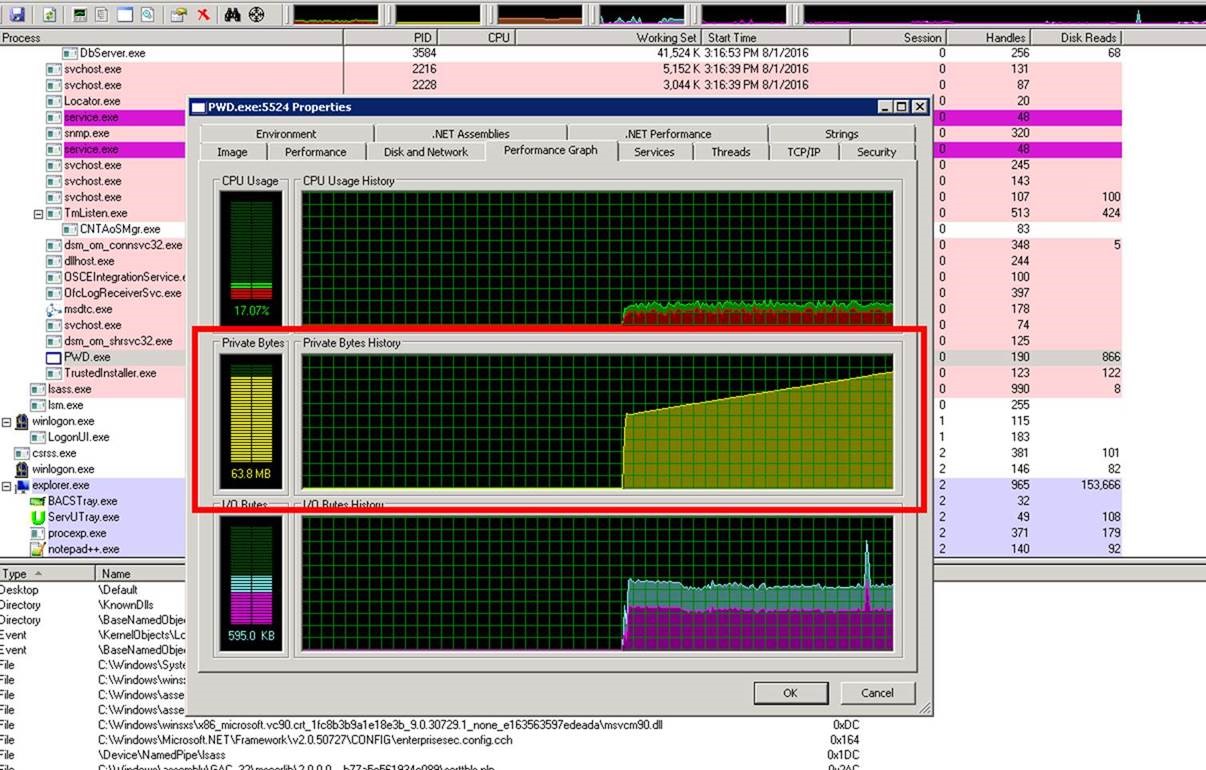 Process PID CPU Working Set Start Time Session Handles Disk Reads
DbServer.exe 3584 41,524 K 3:16:53 PM 8/1/2016 0 256 68
svchost.exe 2216 5,152 K 3:16:39 PM 8/1/2016 0 131
svchost.exe 2228 3,044 K 3:16:39 PM 8/1/2016 0 87
Locator.exe 0 20
service.exe 0 48
snmp.exe 0 320
service.exe 0 48
svchost.exe 0 245
svchost.exe 0 143
svchost.exe 0 107 100
TmListen.exe 0 513 424
CNTAoSMgr.exe 0 83
dsm_om_connsvc32.exe 0 348 5
dllhost.exe 0 244
OSCEIntegrationService.e 0 100
OfcLogReceiverSvc.exe 0 397
msdtc.exe 0 178
svchost.exe 0 74
dsm_om_shrsvc32.exe 0 125
PWD.exe 0 190 866
TrustedInstaller.exe 0 123 122
lsass.exe 0 990 8
lsm.exe 0 255
winlogon.exe 1 115
LogonUI.exe 1 183
csrss.exe 2 381 101
winlogon.exe 2 146 82
explorer.exe 2 965 153,666
BACSTray.exe 2 32
ServUTray.exe 2 49 108
procexp.exe 2 371 179
notepad++.exe 2 140 92
PWD.exe:5524 Properties
Environment .NET Assemblies .NET Performance Strings
Image Performance Disk and Network Performance Graph Services Threads TCP/IP Security
CPU Usage CPU Usage History
17.07%
Private Bytes Private Bytes History
63.8 MB
I/O Bytes I/O Bytes History
595.0 KB
OK Cancel
Type Name
Desktop \Default
Directory \KnownDlls
Directory \BaseNamedObje
Event \KernelObjects\Lo
Event \BaseNamedObje
File C:\Windows\Syste
File C:\Windows\wins
File C:\Windows\asse
File C:\Windows\asse
File C:\Windows\winsxs\x86_microsoft.vc90.crt_1fc8b3b9a1e18e3b_9.0.30729.1_none_e163563597edeada\msvcm90.dll 0xDC
File C:\Windows\Microsoft.NET\Framework\v2.0.50727\CONFIG\enterprisesec.config.cch 0x164
File \Device\NamedPipe\lsass 0x1DC
File